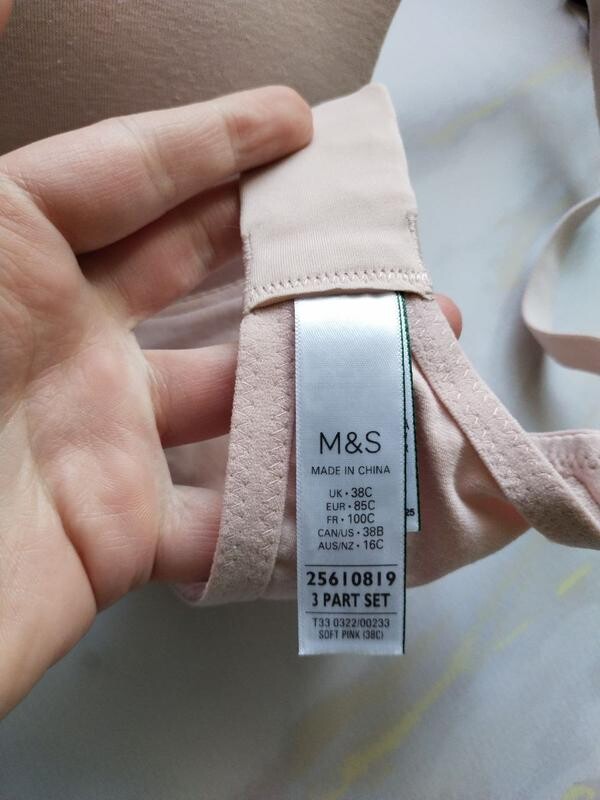 M&S
MADE IN CHINA
UK • 38C
EUR • 85C
FR • 100C
CAN/US • 38B
AUS/NZ • 16C
25610819
3 PART SET
T33 0322/00233
SOFT PINK (38C)
25